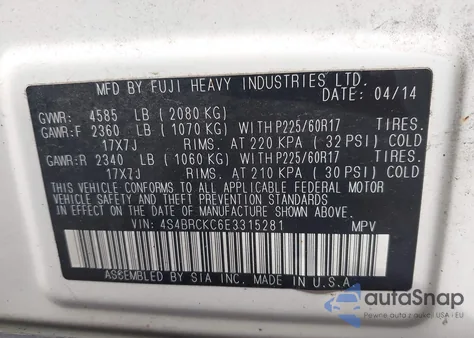 MFD BY FUJI HEAVY INDUSTRIES LTD.
DATE: 04/14
GVWR: 4585 LB (2080 KG)
GAWR:F 2360 LB (1070 KG) WITH P225/60R17 TIRES.
17X7J RIMS. AT 220 KPA (32 PSI) COLD
GAWR:R 2340 LB (1060 KG) WITH P225/60R17 TIRES.
17X7J RIMS. AT 210 KPA (30 PSI) COLD
THIS VEHICLE CONFORMS TO ALL APPLICABLE FEDERAL MOTOR
VEHICLE SAFETY AND THEFT PREVENTION STANDARDS
IN EFFECT ON THE DATE OF MANUFACTURE SHOWN ABOVE.
VIN: 4S4BRCKC6E3315281 MPV
ASSEMBLED BY SIA INC. MADE IN U.S.A
autoSnap
Pewne auta z USA i EU